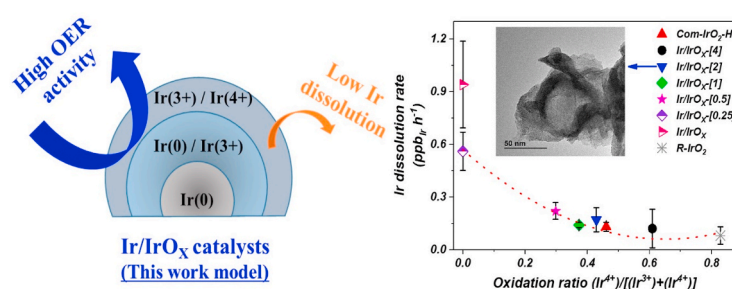 High OER
activity
Low Ir
dissolution
Ir(3+) / Ir(4+)
Ir(0) / Ir(3+)
Ir(0)
Ir/IrOX catalysts
(This work model)
Ir dissolution rate
(ppbIr h-1)
1.2
0.9
0.6
0.3
0.0
50 nm
Com-IrO2-H
Ir/IrOX-[4]
Ir/IrOX-[2]
Ir/IrOX-[1]
Ir/IrOX-[0.5]
Ir/IrOX-[0.25]
Ir/IrOX
R-IrO2
0.0 0.2 0.4 0.6 0.8
Oxidation ratio (Ir4+)/[(Ir3+)+(Ir4+)]